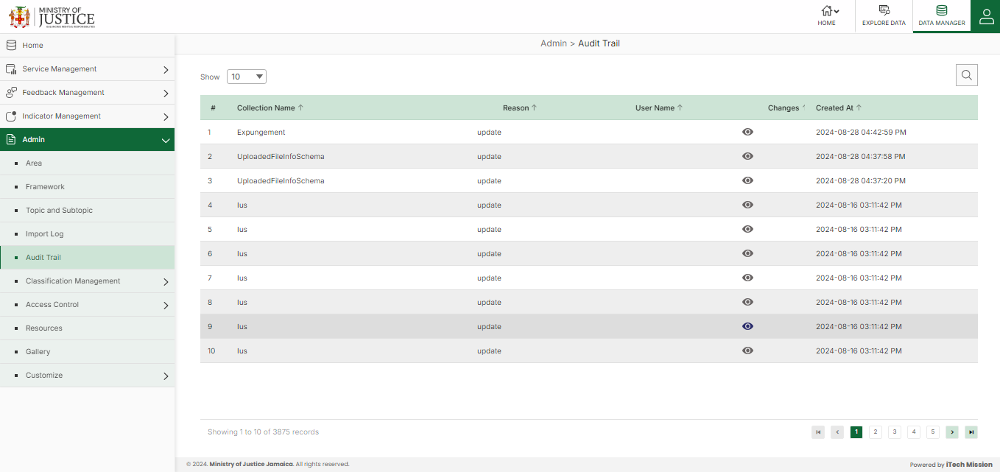 MINISTRY OF
JUSTICE
HOME
EXPLORE DATA
DATA MANAGER
Home
Service Management
Feedback Management
Indicator Management
Admin
Area
Framework
Topic and Subtopic
Import Log
Audit Trail
Classification Management
Access Control
Resources
Gallery
Customize
Admin > Audit Trail
Show 10
# Collection Name ↑ Reason ↑ User Name ↑ Changes Created At ↑
1 Expungement update 2024-08-28 04:42:59 PM
2 UploadedFileInfoSchema update 2024-08-28 04:37:58 PM
3 UploadedFileInfoSchema update 2024-08-28 04:37:20 PM
4 Ius update 2024-08-16 03:11:42 PM
5 Ius update 2024-08-16 03:11:42 PM
6 Ius update 2024-08-16 03:11:42 PM
7 Ius update 2024-08-16 03:11:42 PM
8 Ius update 2024-08-16 03:11:42 PM
9 Ius update 2024-08-16 03:11:42 PM
10 Ius update 2024-08-16 03:11:42 PM
Showing 1 to 10 of 3875 records
1 2 3 4 5
© 2024. Ministry of Justice Jamaica. All rights reserved.
Powered by iTech Mission